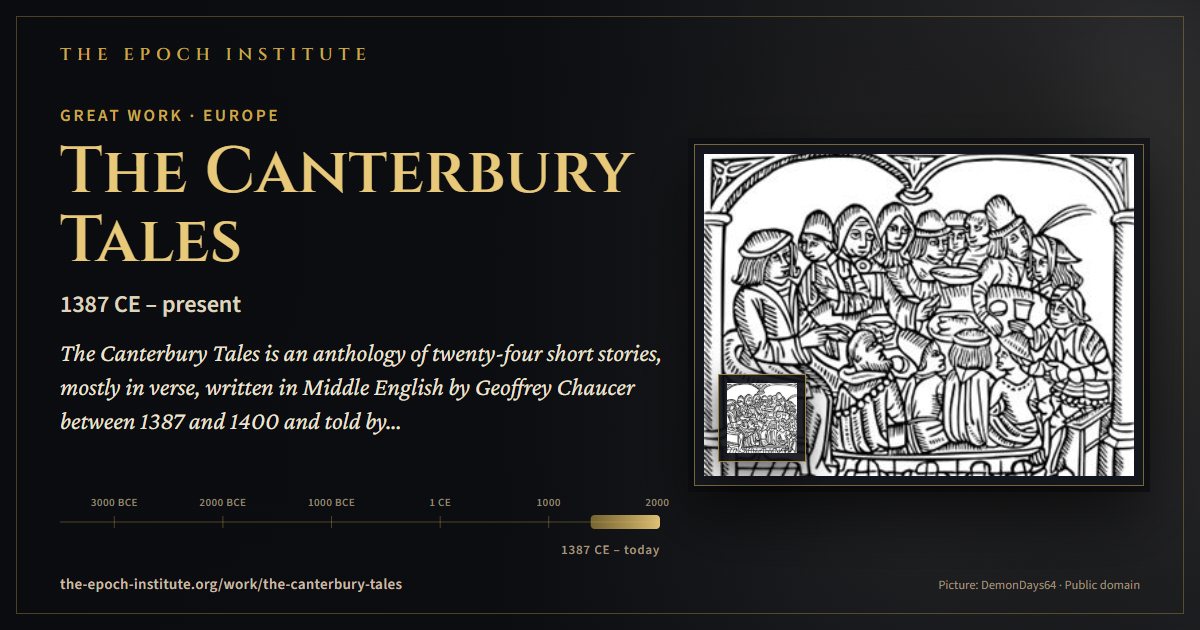 THE EPOCH INSTITUTE
GREAT WORK · EUROPE
THE CANTERBURY
TALES
1387 CE – present
The Canterbury Tales is an anthology of twenty-four short stories,
mostly in verse, written in Middle English by Geoffrey Chaucer
between 1387 and 1400 and told by...
3000 BCE 2000 BCE 1000 BCE 1 CE 1000 2000
1387 CE – today
the-epoch-institute.org/work/the-canterbury-tales
Picture: DemonDays64 · Public domain